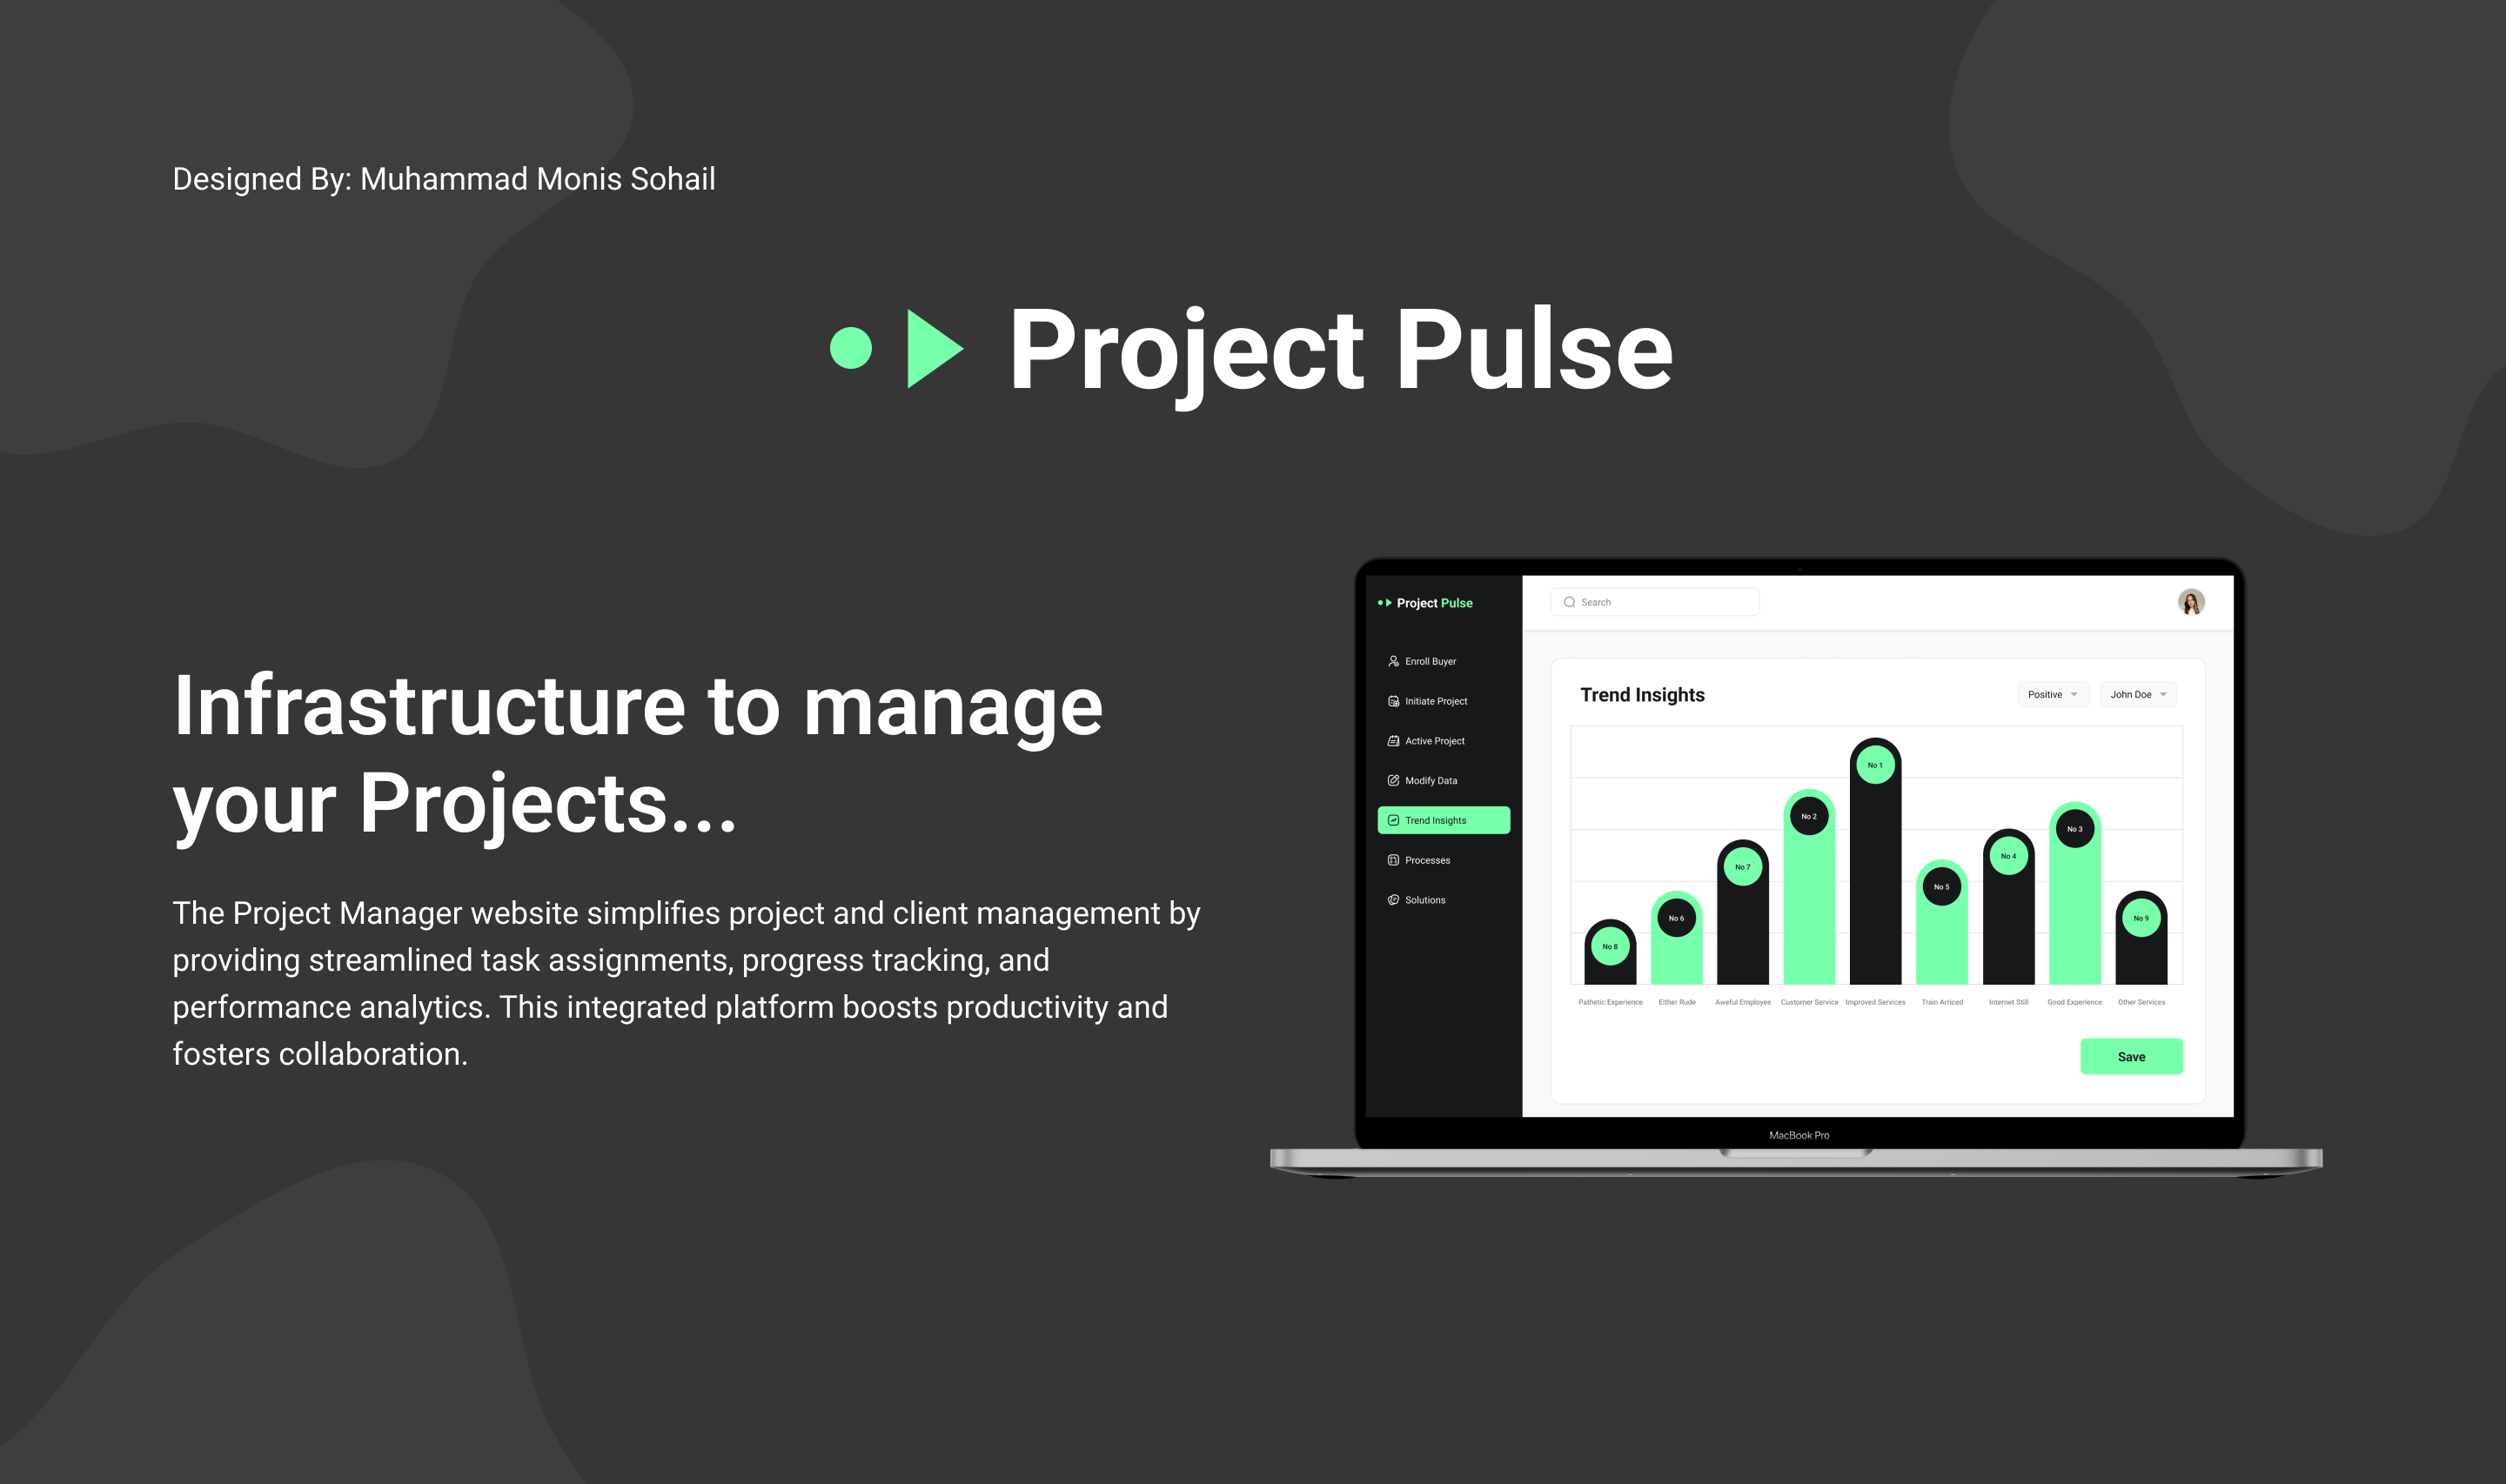 Designed By: Muhammad Monis Sohail
Project Pulse
Infrastructure to manage
your Projects...
The Project Manager website simplifies project and client management by
providing streamlined task assignments, progress tracking, and
performance analytics. This integrated platform boosts productivity and
fosters collaboration.
Project Pulse
Search
Enroll Buyer
Initiate Project
Active Project
Modify Data
Trend Insights
Processes
Solutions
Trend Insights
Positive
John Doe
No 8
No 6
No 7
No 2
No 1
No 5
No 4
No 3
No 9
Pathetic Experience
Either Rude
Aweful Employee
Customer Service
Improved Services
Train Arriced
Internet Still
Good Experience
Other Services
Save
MacBook Pro